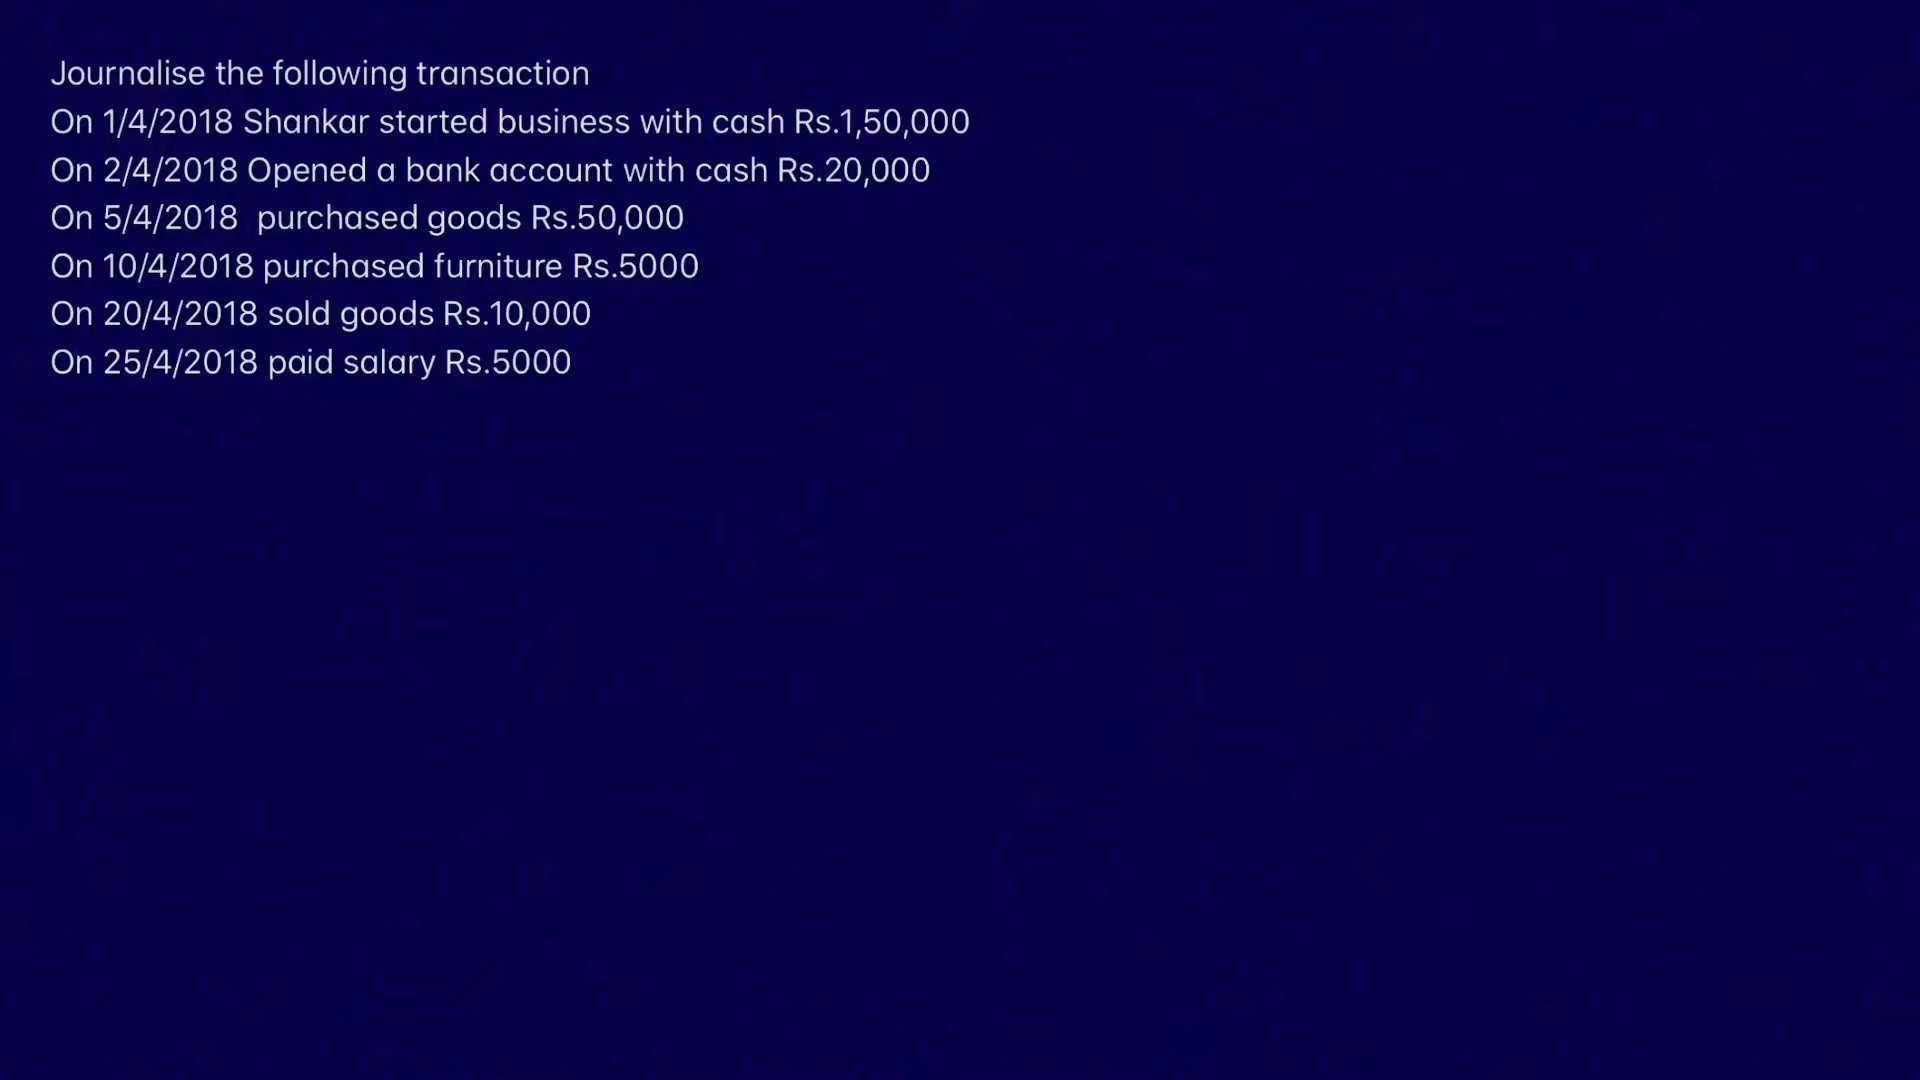 Journalise the following transaction
On 1/4/2018 Shankar started business with cash Rs.1,50,000
On 2/4/2018 Opened a bank account with cash Rs.20,000
On 5/4/2018  purchased goods Rs.50,000
On 10/4/2018 purchased furniture Rs.5000
On 20/4/2018 sold goods Rs.10,000
On 25/4/2018 paid salary Rs.5000